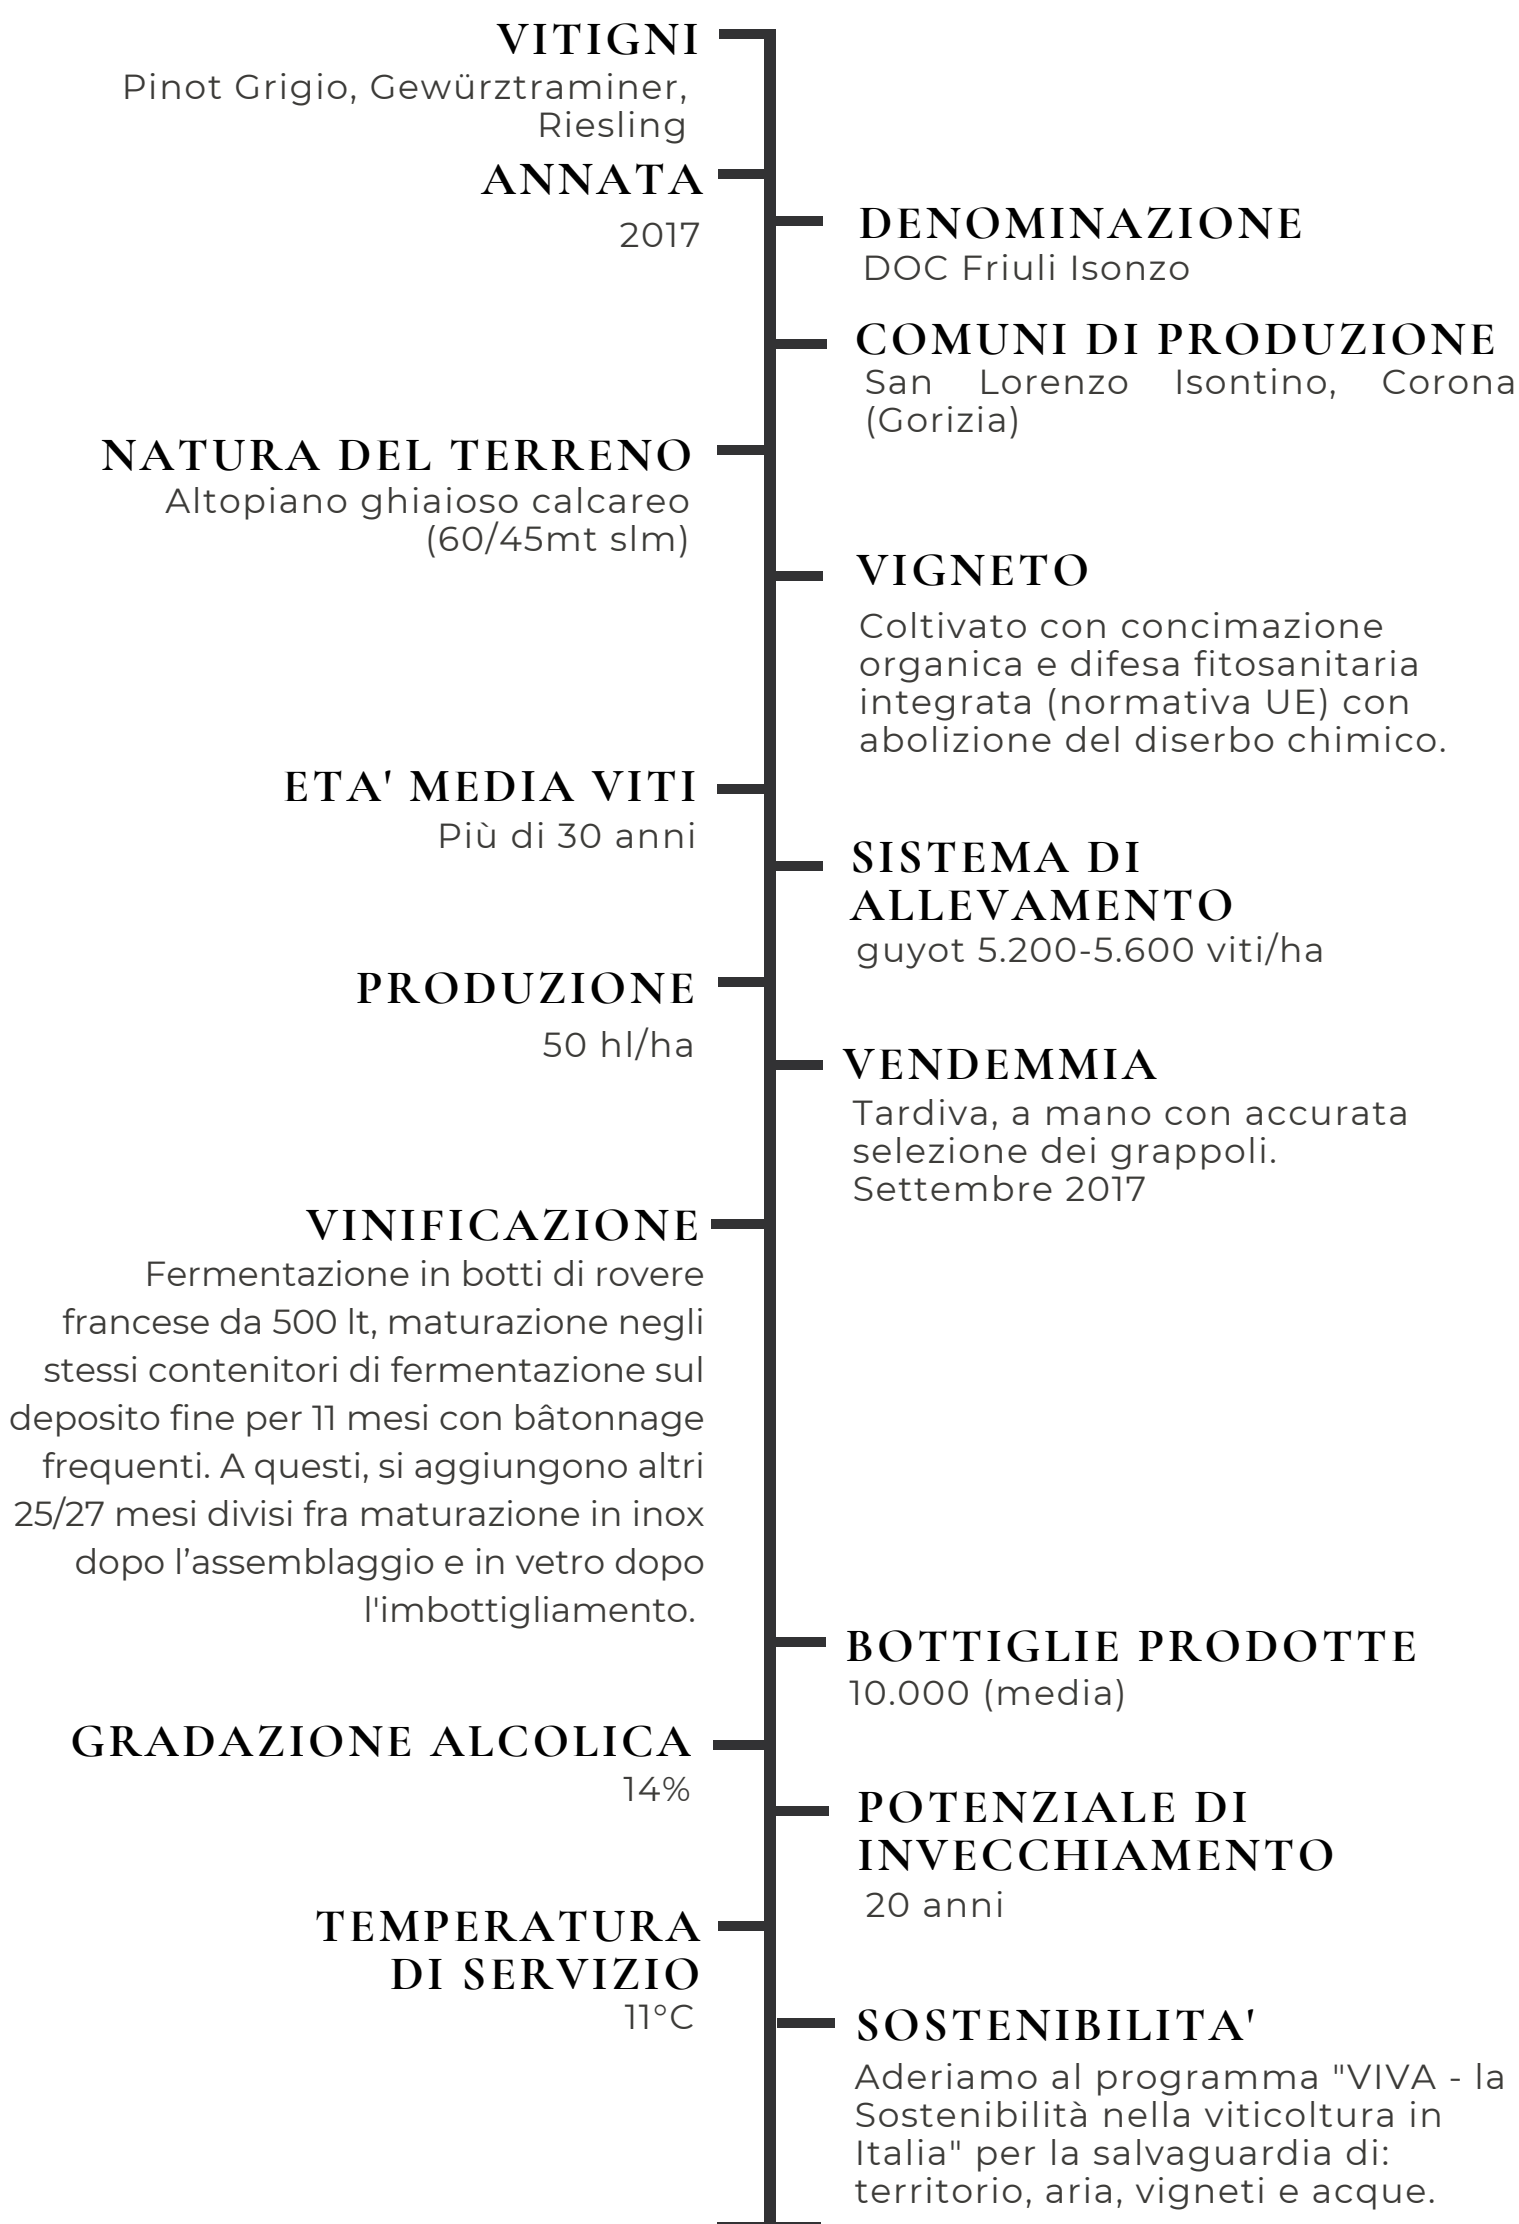 VITIGNI
Pinot Grigio, Gewürztraminer,
Riesling
ANNATA
2017
DENOMINAZIONE
DOC Friuli Isonzo
COMUNI DI PRODUZIONE
San Lorenzo Isontino, Corona
(Gorizia)
NATURA DEL TERRENO
Altopiano ghiaioso calcareo
(60/45mt slm)
VIGNETO
Coltivato con concimazione
organica e difesa fitosanitaria
integrata (normativa UE) con
abolizione del diserbo chimico.
ETA' MEDIA VITI
Più di 30 anni
SISTEMA DI
ALLEVAMENTO
guyot 5.200-5.600 viti/ha
PRODUZIONE
50 hl/ha
VENDEMMIA
Tardiva, a mano con accurata
selezione dei grappoli.
Settembre 2017
VINIFICAZIONE
Fermentazione in botti di rovere
francese da 500 lt, maturazione negli
stessi contenitori di fermentazione sul
deposito fine per 11 mesi con bâtonnage
frequenti. A questi, si aggiungono altri
25/27 mesi divisi fra maturazione in inox
dopo l’assemblaggio e in vetro dopo
l'imbottigliamento.
BOTTIGLIE PRODOTTE
10.000 (media)
GRADAZIONE ALCOLICA
14%
POTENZIALE DI
INVECCHIAMENTO
20 anni
TEMPERATURA
DI SERVIZIO
11°C
SOSTENIBILITA'
Aderiamo al programma "VIVA - la
Sostenibilità nella viticoltura in
Italia" per la salvaguardia di:
territorio, aria, vigneti e acque.